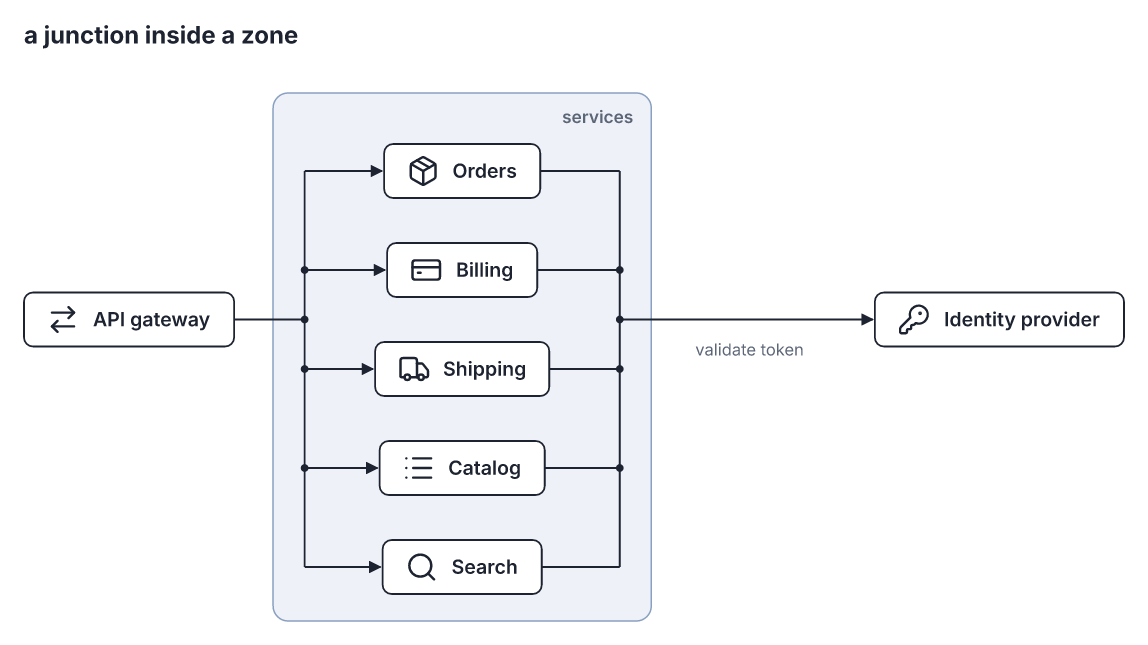 a junction inside a zone
services
Orders
Billing
API gateway
Identity provider
validate token
Shipping
Catalog
Search